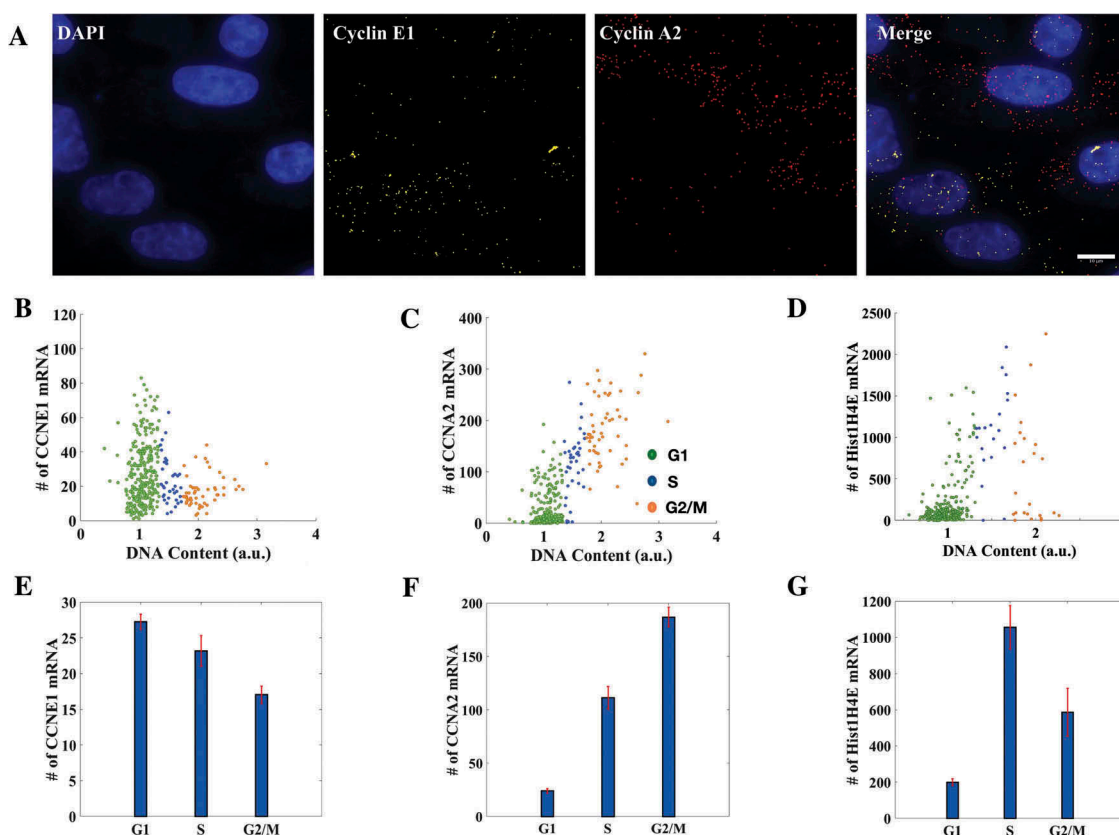 A
DAPI
Cyclin E1
Cyclin A2
Merge
10 μm
B
# of CCNE1 mRNA
120
100
80
60
40
20
0
0 1 2 3 4
DNA Content (a.u.)
C
# of CCNA2 mRNA
400
300
200
100
0
0 1 2 3 4
DNA Content (a.u.)
G1
S
G2/M
D
# of Hist1H4E mRNA
2500
2000
1500
1000
500
0
1 2
DNA Content (a.u.)
E
# of CCNE1 mRNA
30
25
20
15
10
5
0
G1 S G2/M
F
# of CCNA2 mRNA
200
150
100
50
0
G1 S G2/M
G
# of Hist1H4E mRNA
1200
1000
800
600
400
200
0
G1 S G2/M